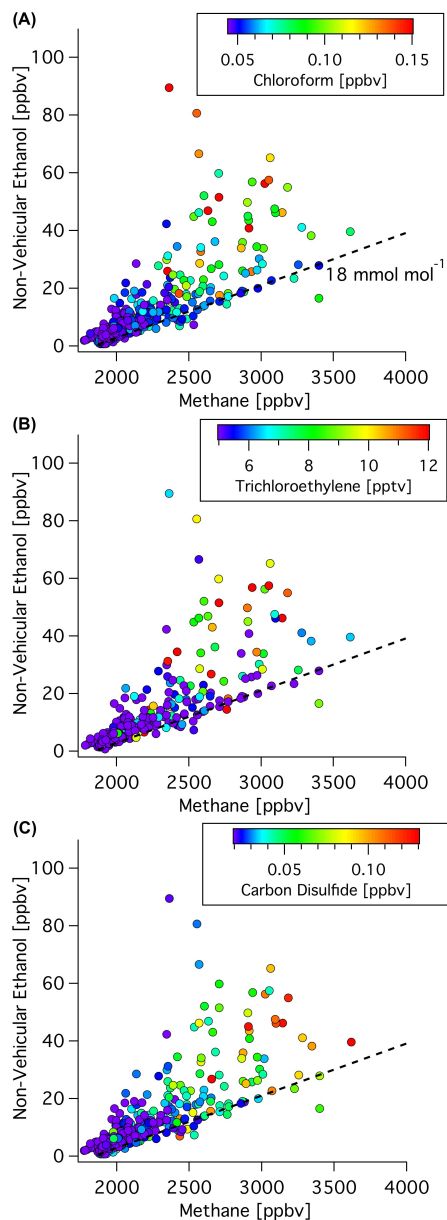 (A)
0.05 0.10 0.15
Chloroform [ppbv]
100
80
60
40
20
0
Non-Vehicular Ethanol [ppbv]
18 mmol mol⁻¹
2000 2500 3000 3500 4000
Methane [ppbv]
(B)
6 8 10 12
Trichloroethylene [pptv]
100
80
60
40
20
0
Non-Vehicular Ethanol [ppbv]
2000 2500 3000 3500 4000
Methane [ppbv]
(C)
0.05 0.10
Carbon Disulfide [ppbv]
100
80
60
40
20
0
Non-Vehicular Ethanol [ppbv]
2000 2500 3000 3500 4000
Methane [ppbv]